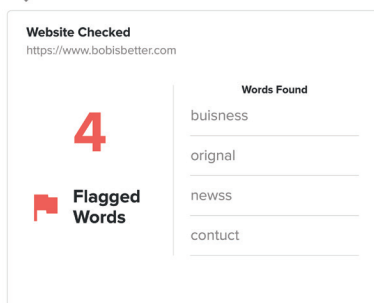 Website Checked
https://www.bobisbetter.com
4
Flagged
Words
Words Found
buisness
orignal
newss
contuct